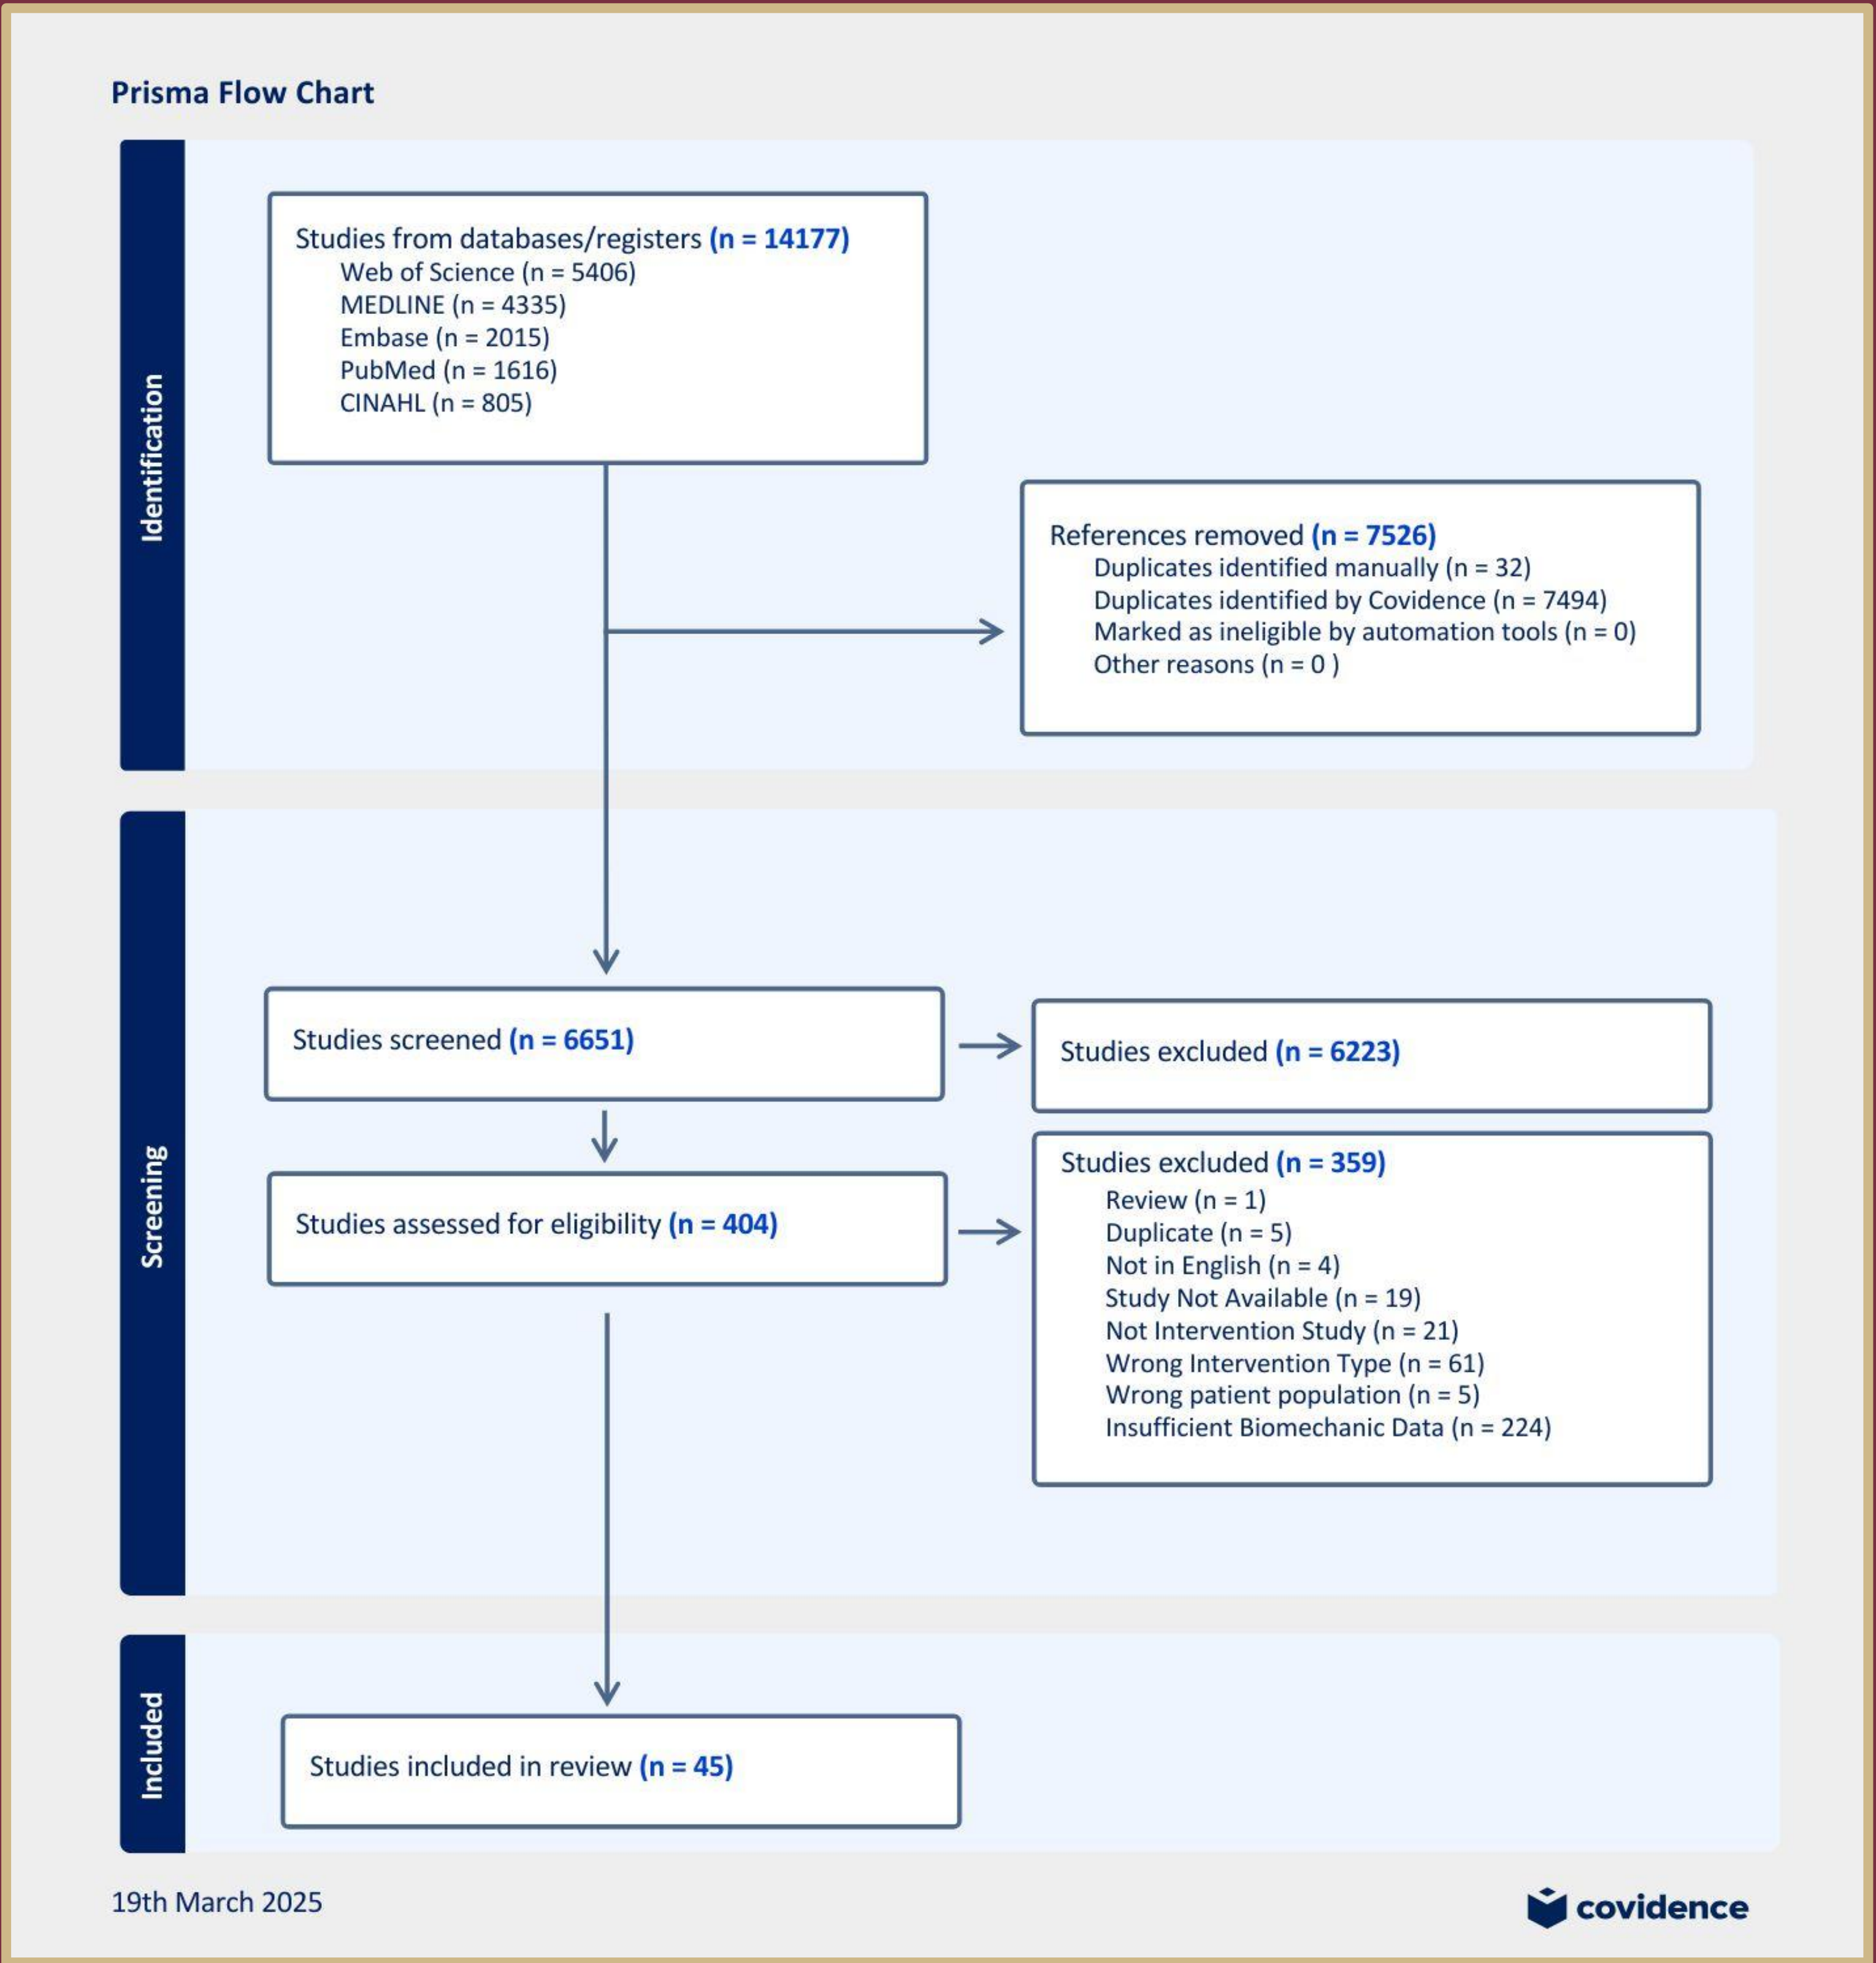 Prisma Flow Chart
Identification
Studies from databases/registers (n = 14177)
Web of Science (n = 5406)
MEDLINE (n = 4335)
Embase (n = 2015)
PubMed (n = 1616)
CINAHL (n = 805)
References removed (n = 7526)
Duplicates identified manually (n = 32)
Duplicates identified by Covidence (n = 7494)
Marked as ineligible by automation tools (n = 0)
Other reasons (n = 0 )
Screening
Studies screened (n = 6651)
Studies excluded (n = 6223)
Studies assessed for eligibility (n = 404)
Studies excluded (n = 359)
Review (n = 1)
Duplicate (n = 5)
Not in English (n = 4)
Study Not Available (n = 19)
Not Intervention Study (n = 21)
Wrong Intervention Type (n = 61)
Wrong patient population (n = 5)
Insufficient Biomechanic Data (n = 224)
Included
Studies included in review (n = 45)
19th March 2025
covidence